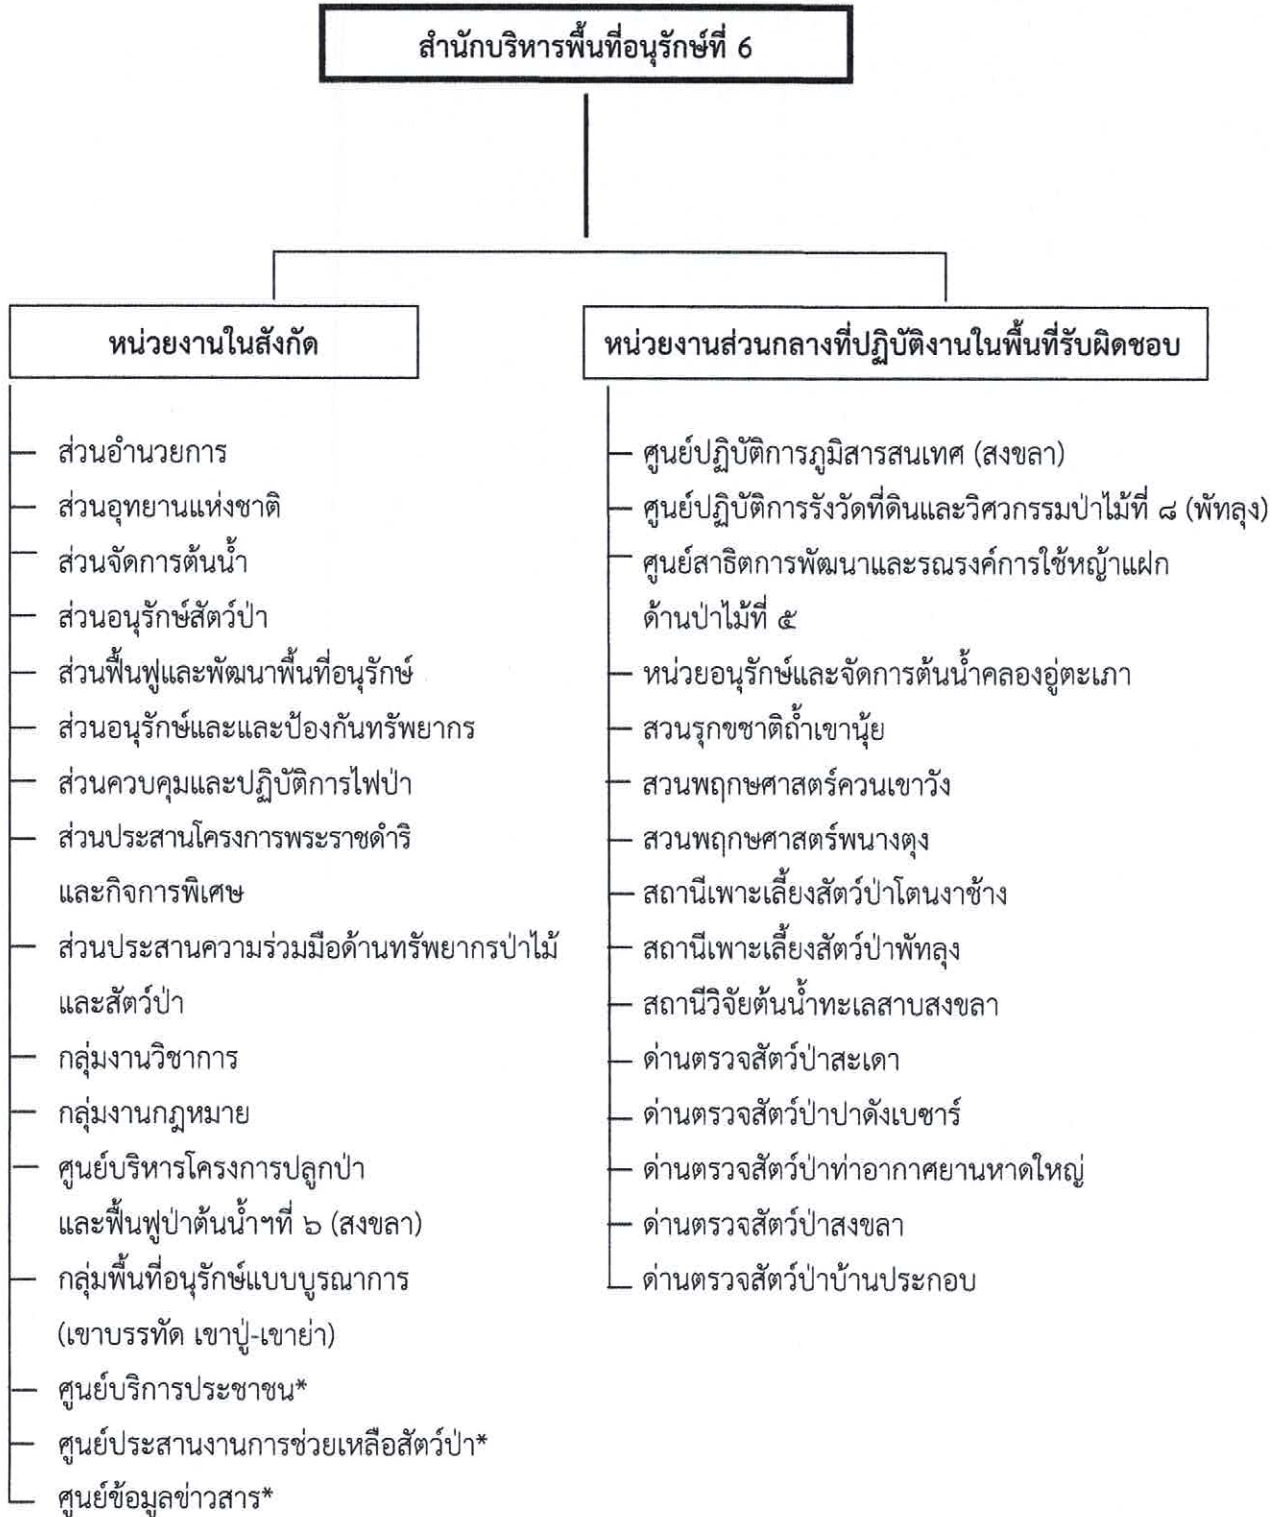 สำนักบริหารพื้นที่อนุรักษ์ที่ 6
หน่วยงานในสังกัด
ส่วนอำนวยการ
ส่วนอุทยานแห่งชาติ
ส่วนจัดการต้นน้ำ
ส่วนอนุรักษ์สัตว์ป่า
ส่วนฟื้นฟูและพัฒนาพื้นที่อนุรักษ์
ส่วนอนุรักษ์และและป้องกันทรัพยากร
ส่วนควบคุมและปฏิบัติการไฟป่า
ส่วนประสานโครงการพระราชดำริ
และกิจการพิเศษ
ส่วนประสานความร่วมมือด้านทรัพยากรป่าไม้
และสัตว์ป่า
กลุ่มงานวิชาการ
กลุ่มงานกฎหมาย
ศูนย์บริหารโครงการปลูกป่า
และฟื้นฟูป่าต้นน้ำฯที่ ๖ (สงขลา)
กลุ่มพื้นที่อนุรักษ์แบบบูรณาการ
(เขาบรรทัด เขาปู่-เขาย่า)
ศูนย์บริการประชาชน*
ศูนย์ประสานงานการช่วยเหลือสัตว์ป่า*
ศูนย์ข้อมูลข่าวสาร*
หน่วยงานส่วนกลางที่ปฏิบัติงานในพื้นที่รับผิดชอบ
ศูนย์ปฏิบัติการภูมิสารสนเทศ (สงขลา)
ศูนย์ปฏิบัติการรังวัดที่ดินและวิศวกรรมป่าไม้ที่ ๘ (พัทลุง)
ศูนย์สาธิตการพัฒนาและรณรงค์การใช้หญ้าแฝก
ด้านป่าไม้ที่ ๕
หน่วยอนุรักษ์และจัดการต้นน้ำคลองอู่ตะเภา
สวนรุกขชาติถ้ำเขานุ้ย
สวนพฤกษศาสตร์ควนเขาวัง
สวนพฤกษศาสตร์พนางตุง
สถานีเพาะเลี้ยงสัตว์ป่าโตนงาช้าง
สถานีเพาะเลี้ยงสัตว์ป่าพัทลุง
สถานีวิจัยต้นน้ำทะเลสาบสงขลา
ด่านตรวจสัตว์ป่าสะเดา
ด่านตรวจสัตว์ป่าปาดังเบซาร์
ด่านตรวจสัตว์ป่าท่าอากาศยานหาดใหญ่
ด่านตรวจสัตว์ป่าสงขลา
ด่านตรวจสัตว์ป่าบ้านประกอบ